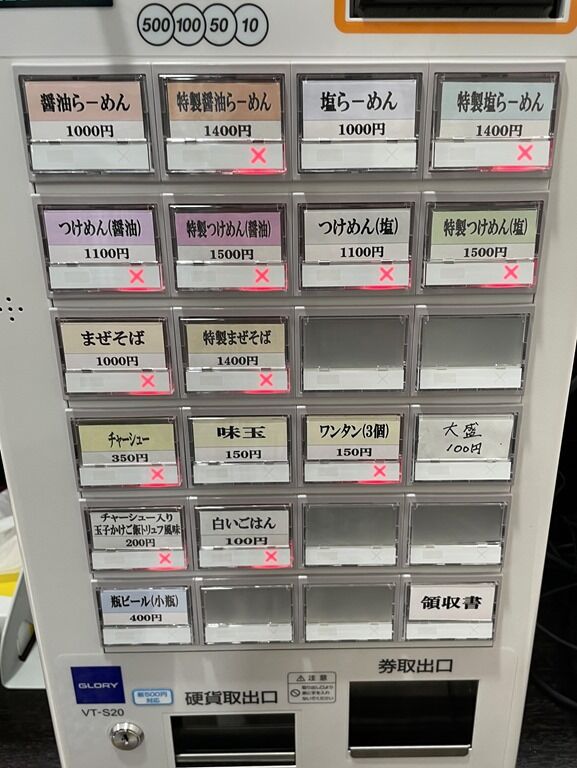 500 100 50 10
醤油らーめん
1000円
特製醤油らーめん
1400円
塩らーめん
1000円
特製塩らーめん
1400円
つけめん(醤油)
1100円
特製つけめん(醤油)
1500円
つけめん(塩)
1100円
特製つけめん(塩)
1500円
まぜそば
1000円
特製まぜそば
1400円
チャーシュー
350円
味玉
150円
ワンタン(3個)
150円
大盛
100円
チャーシュー入り
玉子かけご飯トリュフ風味
200円
白いごはん
100円
瓶ビール(小瓶)
400円
領収書
GLORY
VT-S20
新500円
対応
硬貨取出口
注意
券取出口